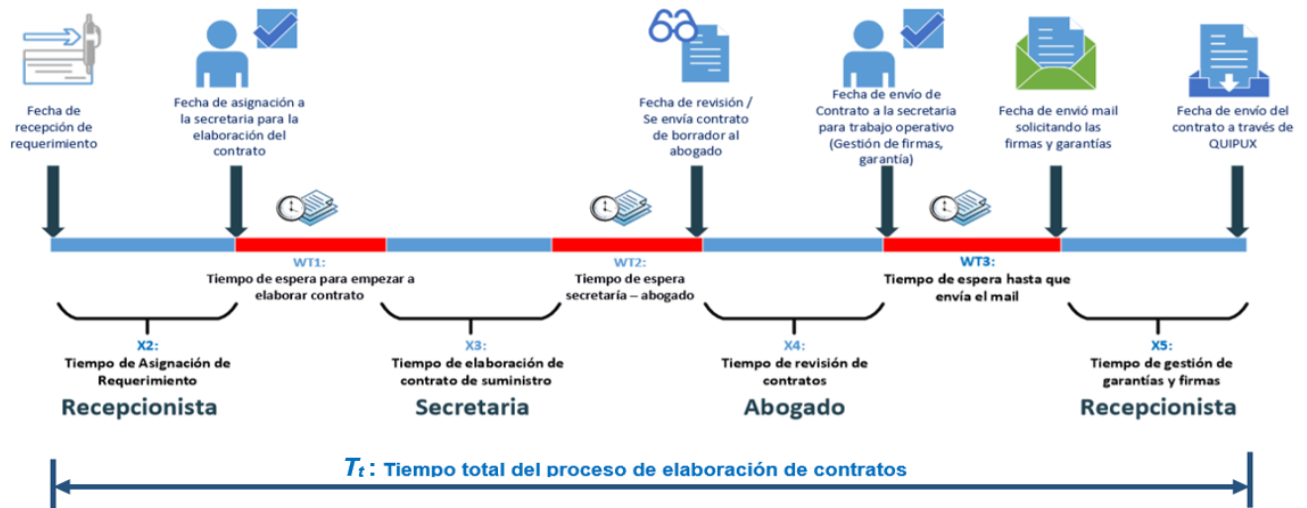 Fecha de
recepción de
requerimiento
Fecha de asignación a
la secretaria para la
elaboración del
contrato
Fecha de revisión /
Se envía contrato
de borrador al
abogado
Fecha de envío de
Contrato a la secretaria
para trabajo operativo
(Gestión de firmas,
garantía)
Fecha de envió mail
solicitando las
firmas y garantías
Fecha de envío del
contrato a través de
QUIPUX
WT1:
Tiempo de espera para empezar a
elaborar contrato
WT2:
Tiempo de espera
secretaría – abogado
WT3:
Tiempo de espera hasta que
envía el mail
X2:
Tiempo de Asignación de
Requerimiento
Recepcionista
X3:
Tiempo de elaboración de
contrato de suministro
Secretaria
X4:
Tiempo de revisión de
contratos
Abogado
X5:
Tiempo de gestión de
garantías y firmas
Recepcionista
Tt : Tiempo total del proceso de elaboración de contratos